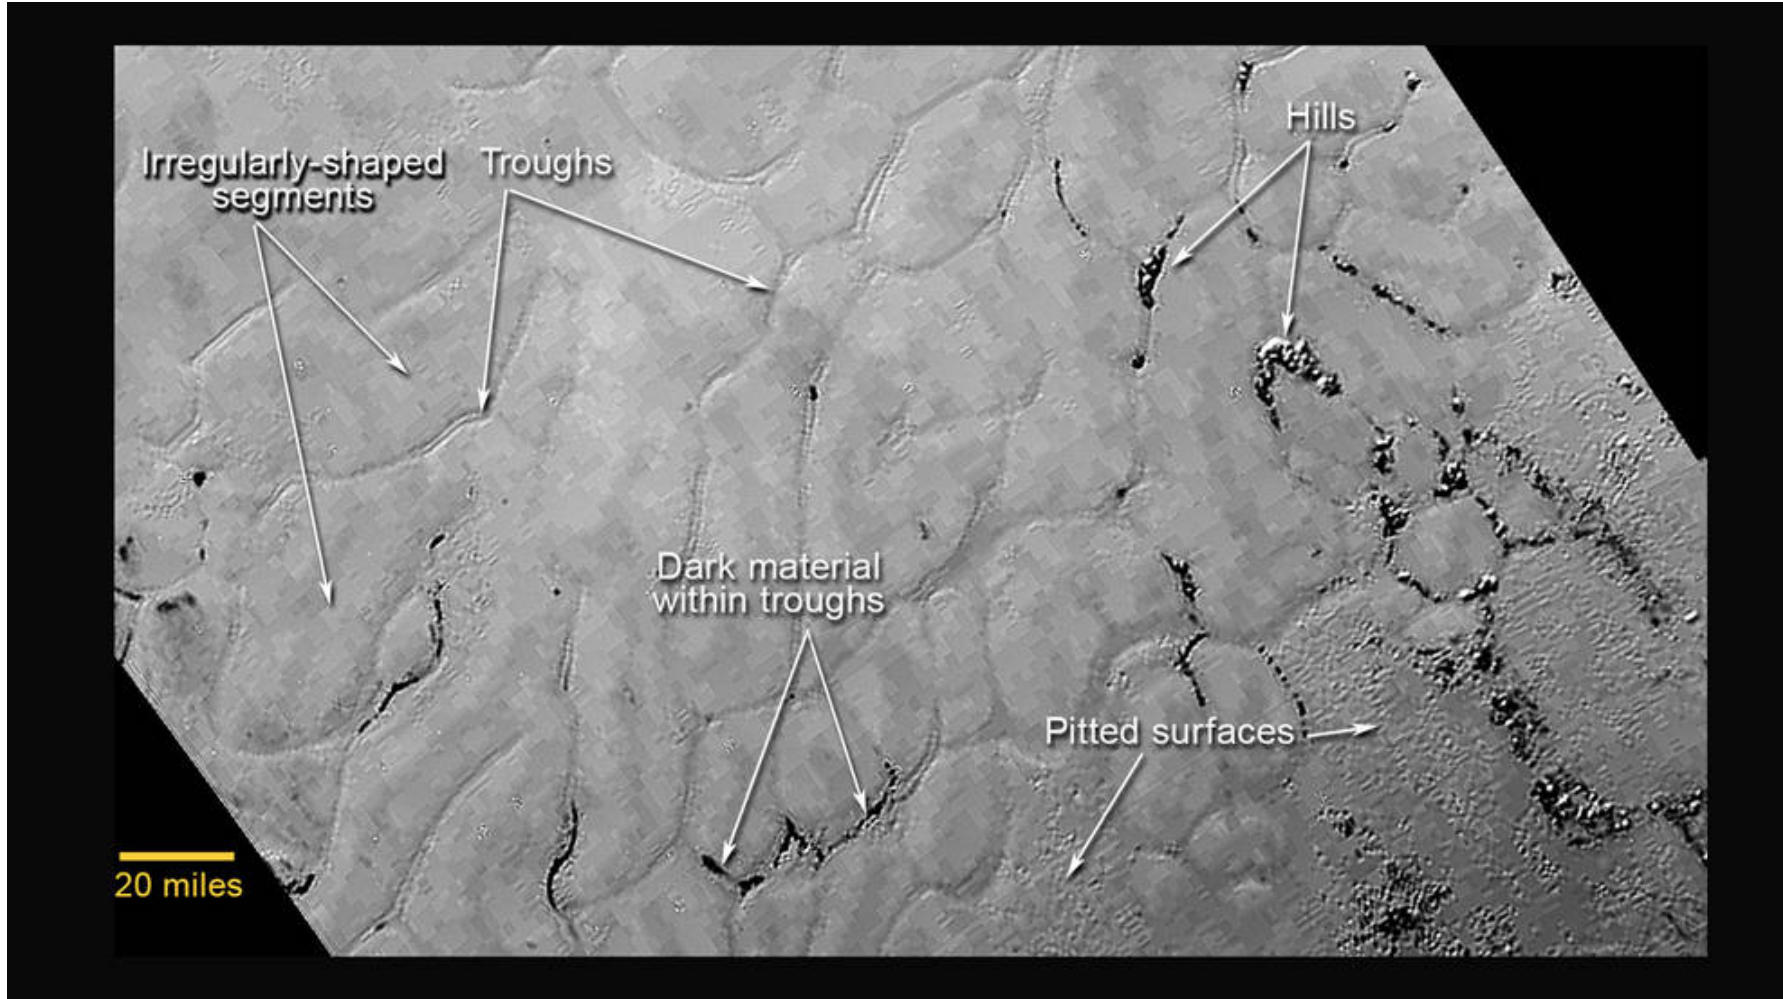 Hills
Irregularly-shaped
segments
Troughs
Dark material
within troughs
Pitted surfaces
20 miles